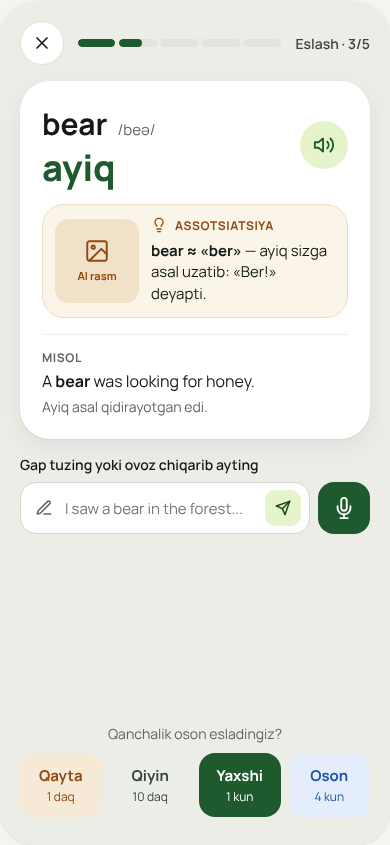 Eslash · 3/5
bear /beə/
ayiq
AI rasm
ASSOTSIATSIYA
bear ≈ «ber» — ayiq sizga
asal uzatib: «Ber!»
deyapti.
MISOL
A bear was looking for honey.
Ayiq asal qidirayotgan edi.
Gap tuzing yoki ovoz chiqarib ayting
I saw a bear in the forest...
Qanchalik oson esladingiz?
Qayta Qiyin Yaxshi Oson
1 daq 10 daq 1 kun 4 kun